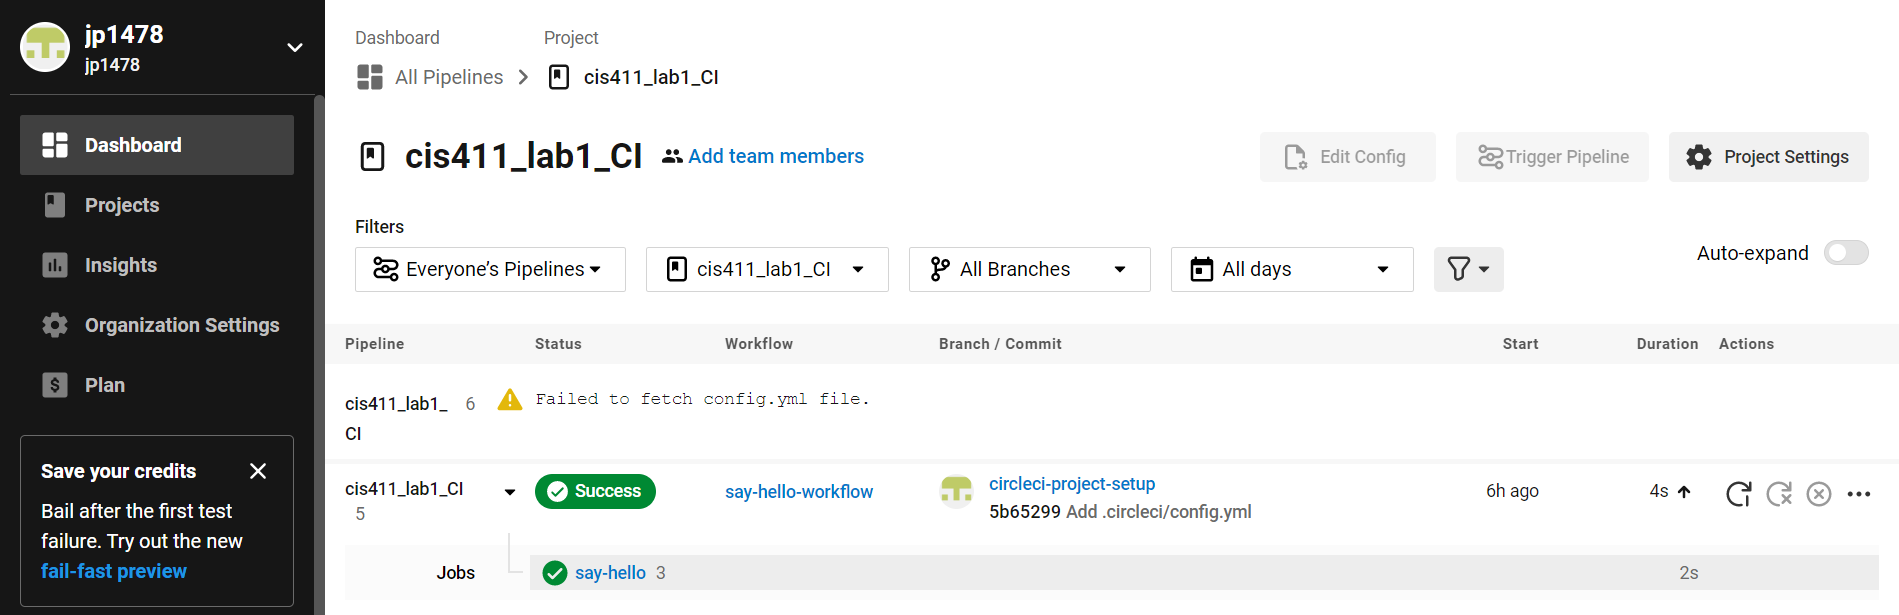 jp1478
jp1478
Dashboard
Projects
Insights
Organization Settings
Plan
Save your credits
Bail after the first test
failure. Try out the new
fail-fast preview
Dashboard Project
All Pipelines cis411_lab1_CI
cis411_lab1_CI Add team members
Edit Config Trigger Pipeline Project Settings
Filters
Everyone’s Pipelines cis411_lab1_CI All Branches All days Auto-expand
Pipeline Status Workflow Branch / Commit Start Duration Actions
cis411_lab1_ 6 Failed to fetch config.yml file.
CI
cis411_lab1_CI Success say-hello-workflow circleci-project-setup 6h ago 4s
5 5b65299 Add .circleci/config.yml
Jobs say-hello 3 2s